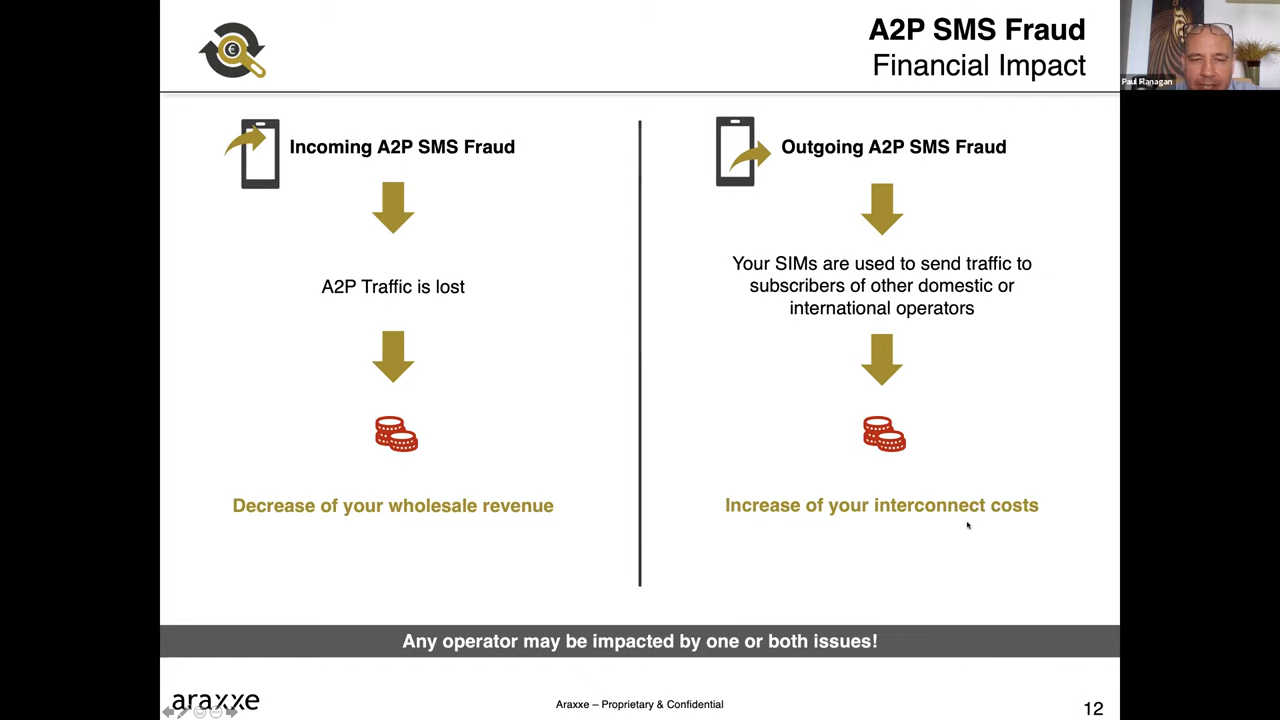 A2P SMS Fraud
Financial Impact
Paul Flanagan
€
Incoming A2P SMS Fraud
A2P Traffic is lost
Decrease of your wholesale revenue
Outgoing A2P SMS Fraud
Your SIMs are used to send traffic to
subscribers of other domestic or
international operators
Increase of your interconnect costs
Any operator may be impacted by one or both issues!
araxxe
Araxxe – Proprietary & Confidential
12